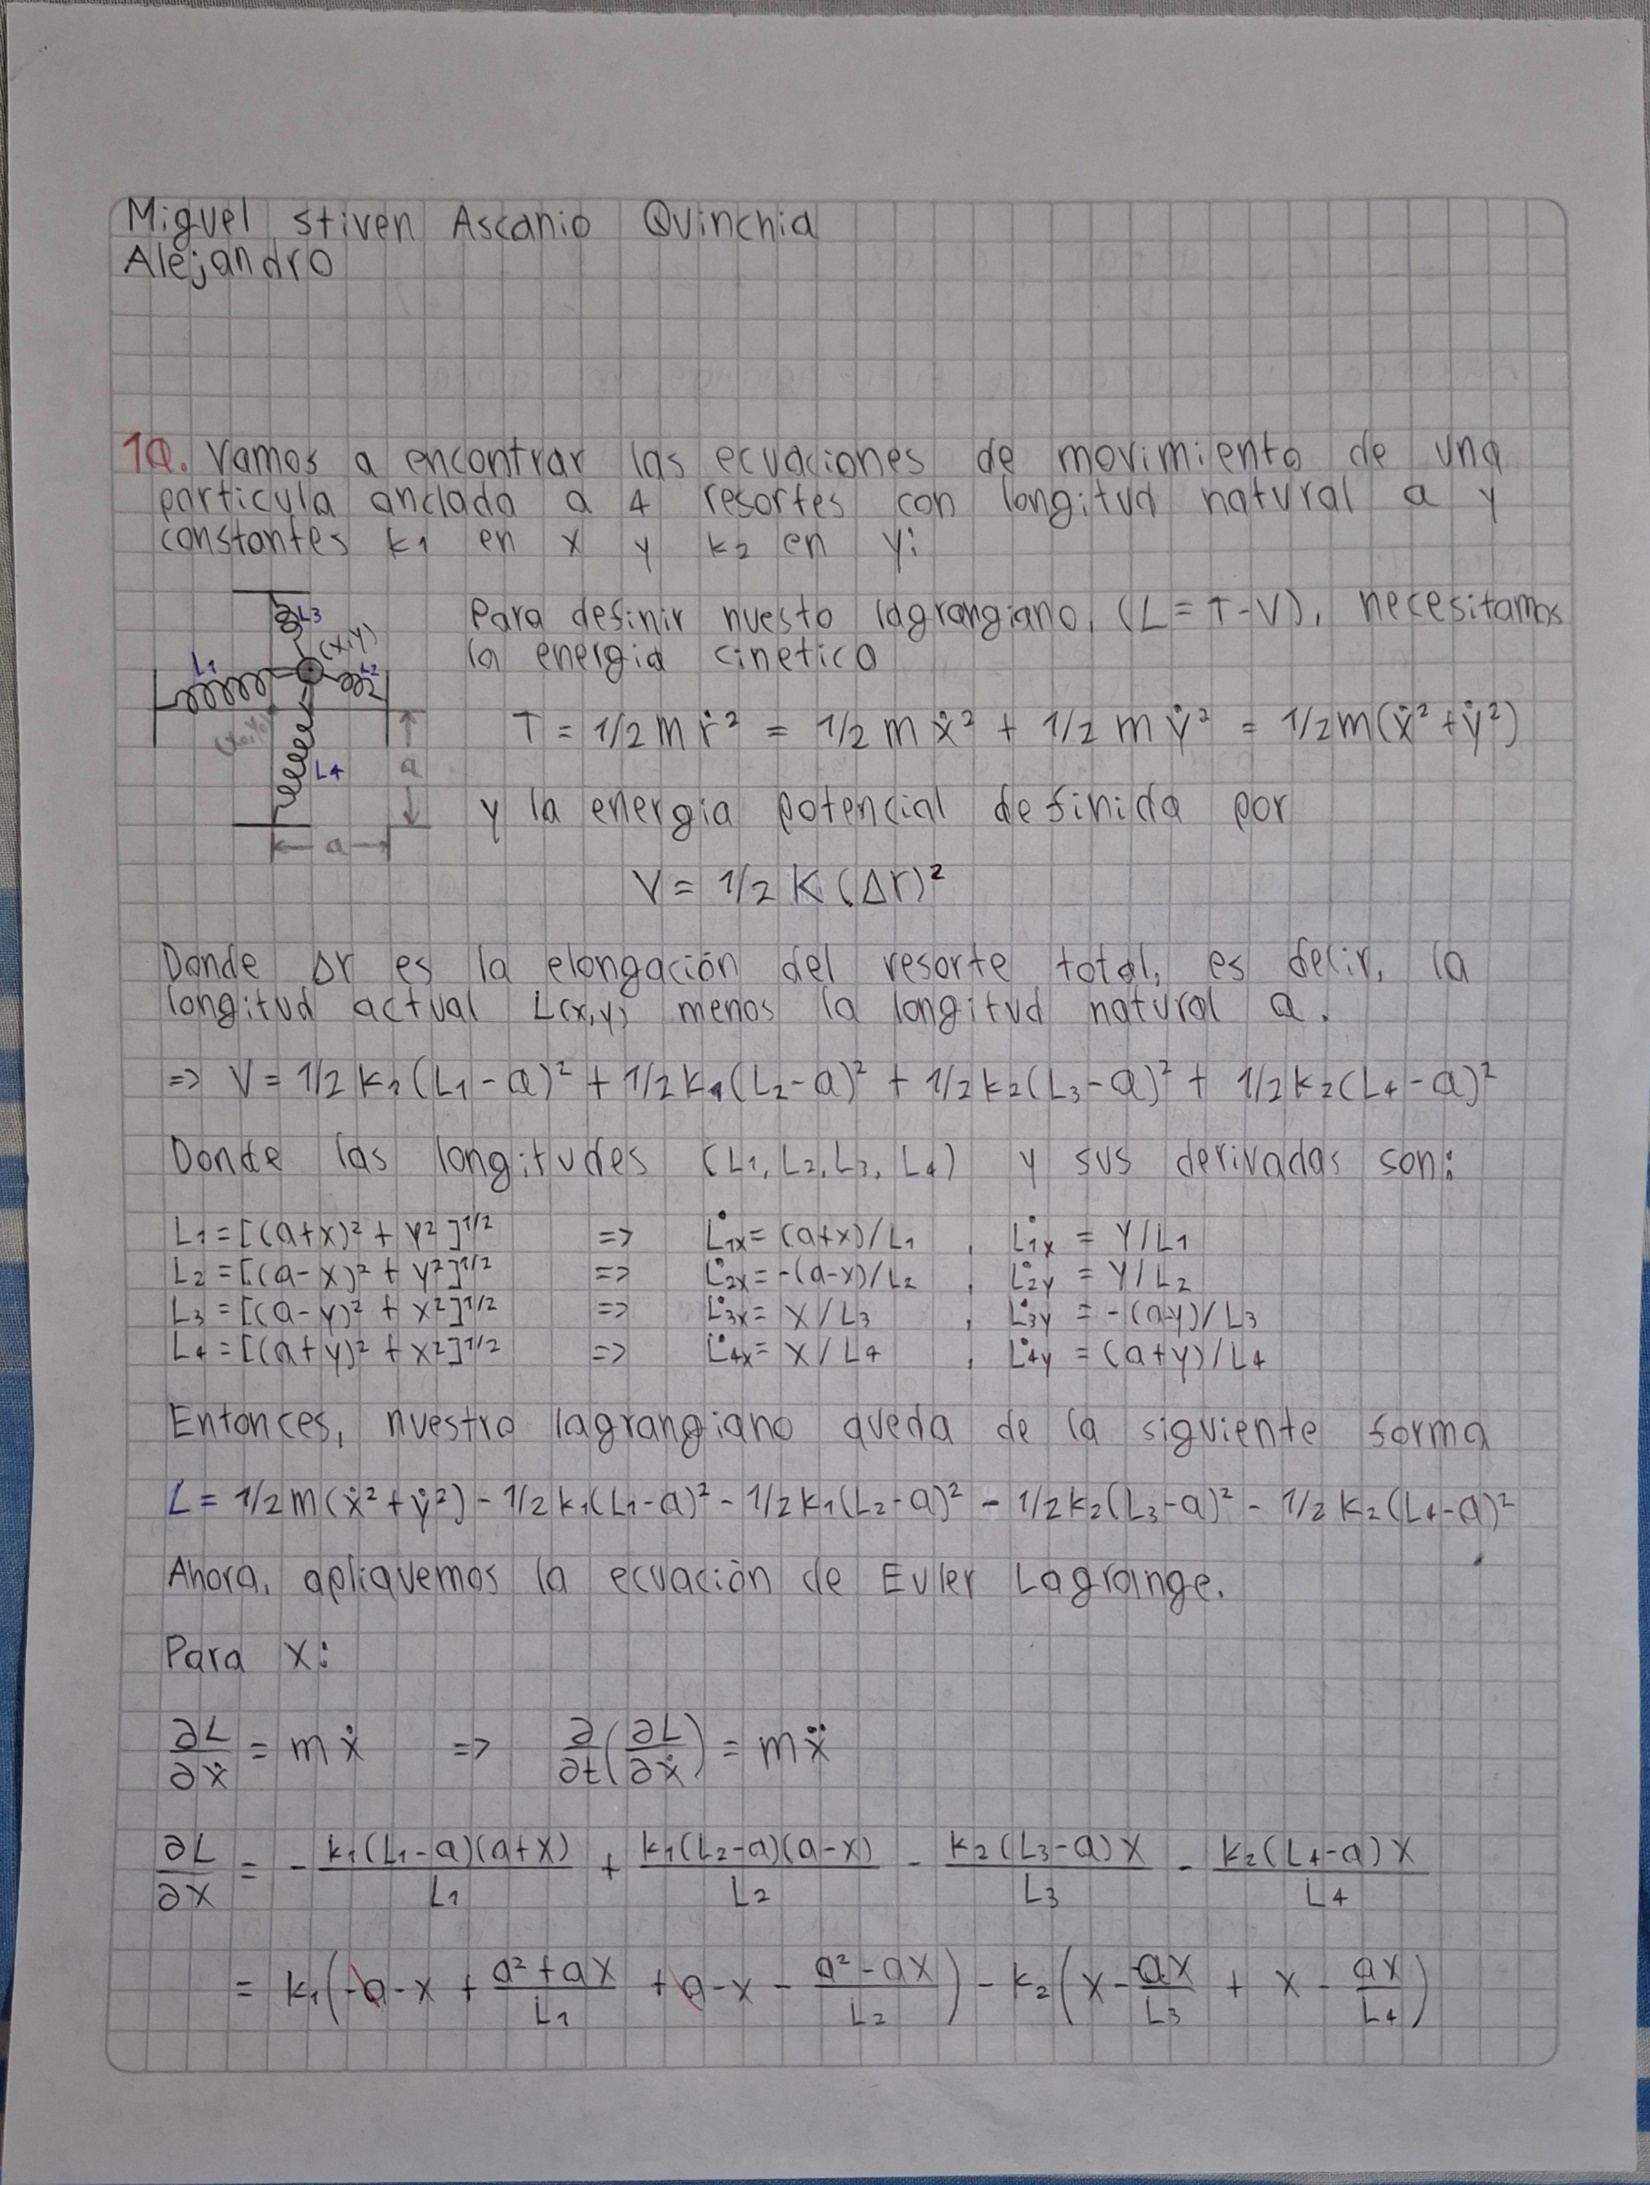 Miguel Stiven Ascanio Quinchia
Alejandro
1a. Vamos a encontrar las ecuaciones de movimiento de una
particula anclada a 4 resortes con longitud natural a y
constantes k1 en x y k2 en y:
L3
(x,y)
L1
L2
L4
a
a
Para definir nuesto lagrangiano, (L = T - V), necesitamos
la energia cinetica
T = 1/2 m ṙ² = 1/2 m ẋ² + 1/2 m ẏ² = 1/2 m(ẋ² + ẏ²)
y la energia potencial definida por
V = 1/2 K (Δr)²
Donde Δr es la elongación del resorte total, es decir, la
longitud actual L(x,y) menos la longitud natural a.
=> V = 1/2 k1 (L1 - a)² + 1/2 k1 (L2 - a)² + 1/2 k2 (L3 - a)² + 1/2 k2 (L4 - a)²
Donde las longitudes (L1, L2, L3, L4) y sus derivadas son:
L1 = [(a+x)² + y²]^1/2 => L̇1x = (a+x)/L1 , L̇1x = y/L1
L2 = [(a-x)² + y²]^1/2 => L̇2x = -(a-x)/L2 , L̇2y = y/L2
L3 = [(a-y)² + x²]^1/2 => L̇3x = x/L3 , L̇3y = -(a-y)/L3
L4 = [(a+y)² + x²]^1/2 => L̇4x = x/L4 , L̇4y = (a+y)/L4
Entonces, nuestro lagrangiano queda de la siguiente forma
L = 1/2 m(ẋ² + ẏ²) - 1/2 k1(L1-a)² - 1/2 k1(L2-a)² - 1/2 k2(L3-a)² - 1/2 k2(L4-a)²
Ahora, apliquemos la ecuación de Euler Lagrange.
Para x:
∂L/∂ẋ = m ẋ => ∂/∂t (∂L/∂ẋ) = m ẍ
∂L/∂x = - k1(L1-a)(a+x)/L1 + k1(L2-a)(a-x)/L2 - k2(L3-a)x/L3 - k2(L4-a)x/L4
= k1(-a - x + (a²+ax)/L1 + a - x - (a²-ax)/L2) - k2(x - ax/L3 + x - ax/L4)